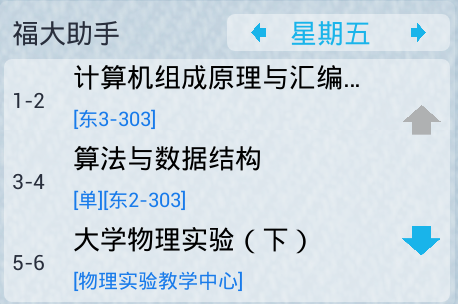 福大助手
星期五
计算机组成原理与汇编...
1-2
[东3-303]
算法与数据结构
3-4
[单][东2-303]
大学物理实验（下）
5-6
[物理实验教学中心]